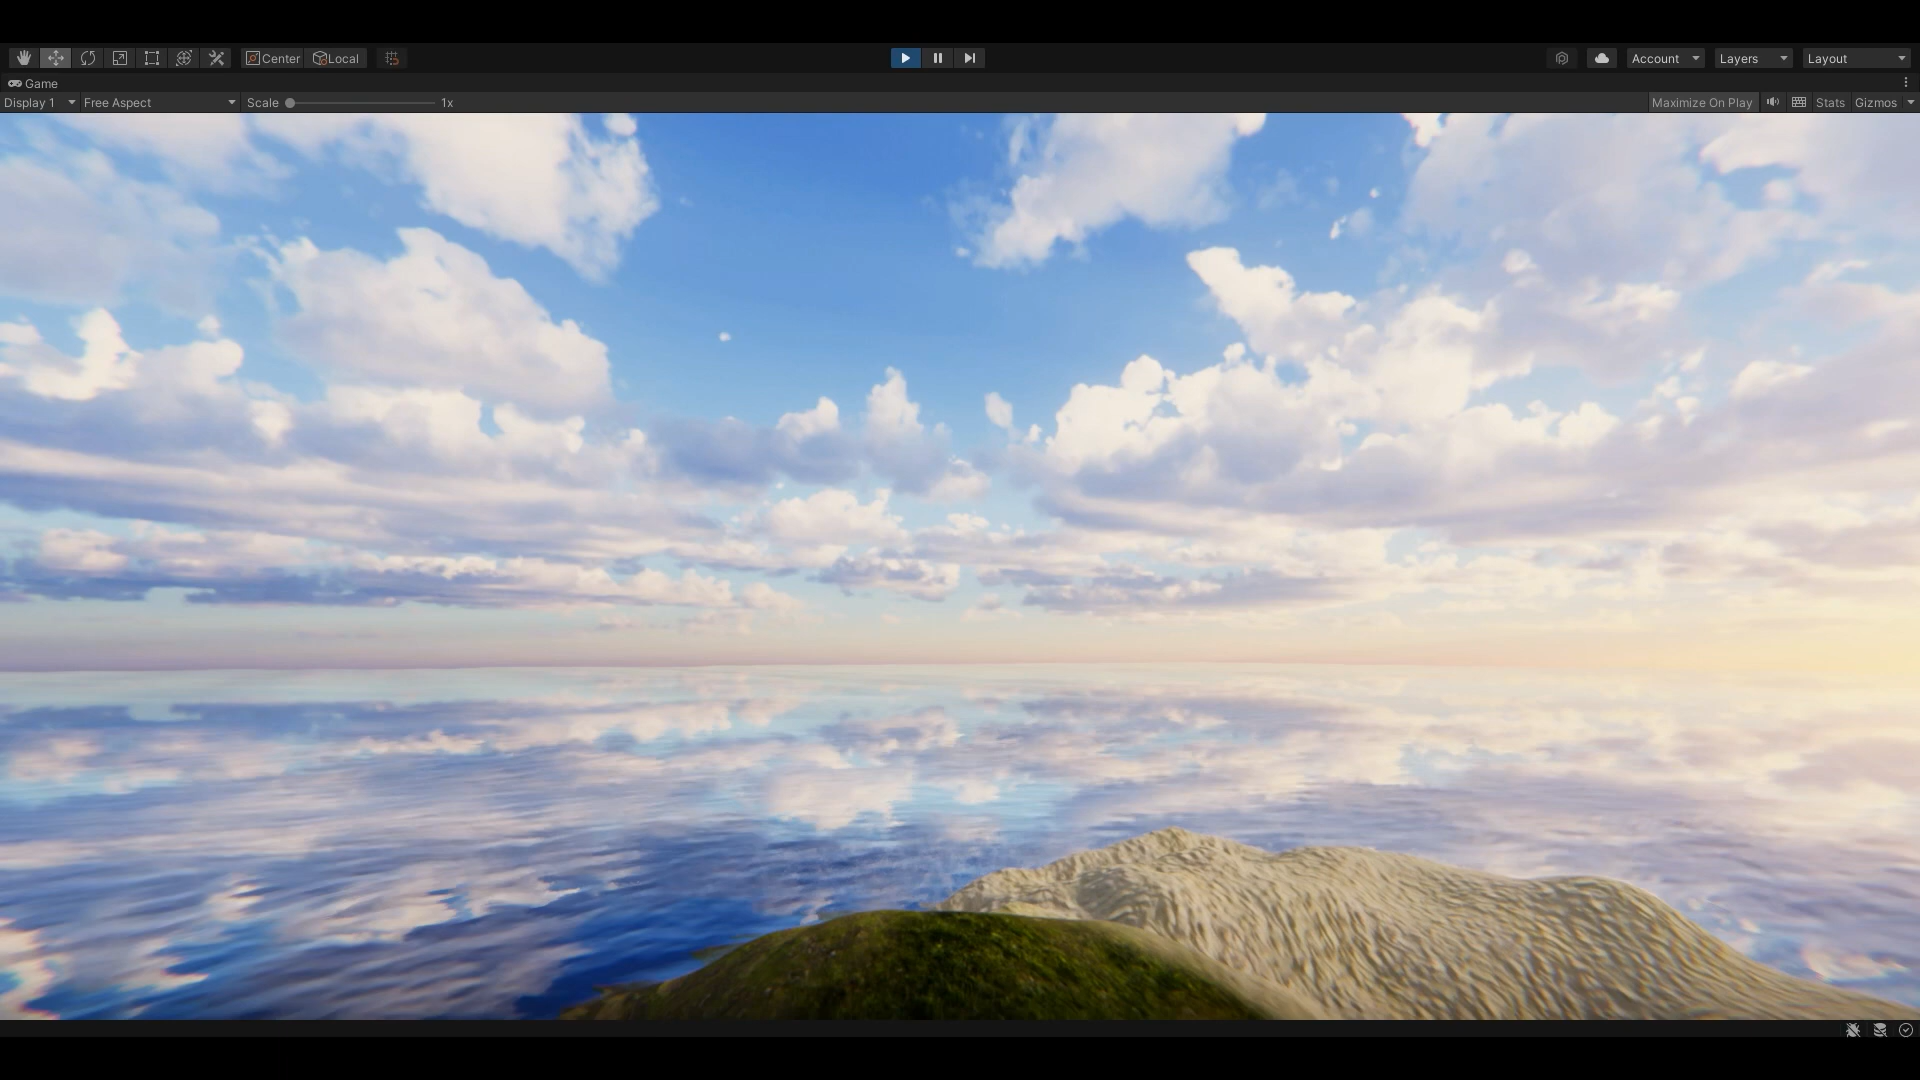 Center Local Account Layers Layout
Game
Display 1 Free Aspect Scale 1x Maximize On Play Stats Gizmos